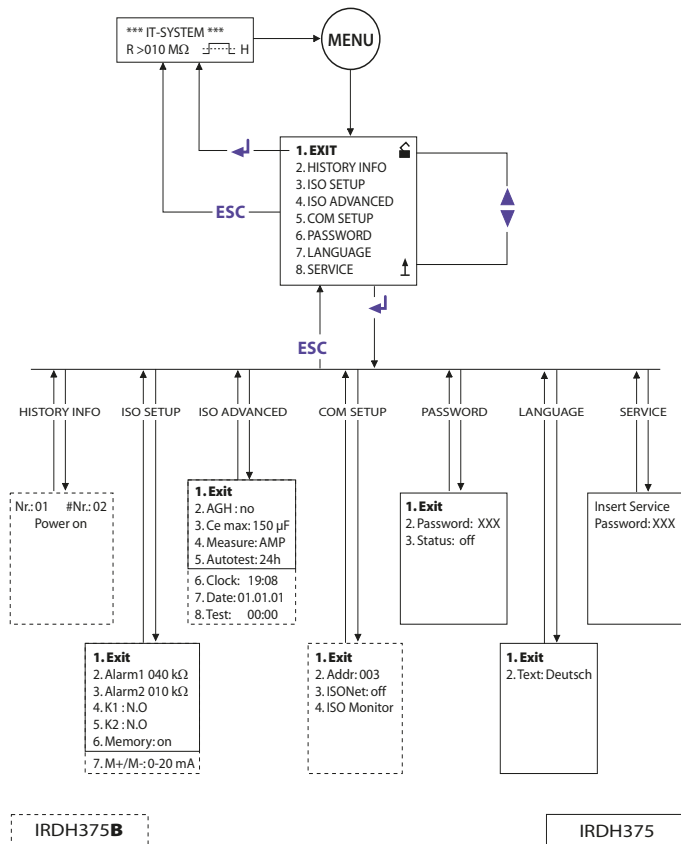 *** IT-SYSTEM ***
R >010 MΩ H
MENU
1. EXIT
2. HISTORY INFO
3. ISO SETUP
4. ISO ADVANCED
5. COM SETUP
6. PASSWORD
7. LANGUAGE
8. SERVICE
ESC
ESC
HISTORY INFO
ISO SETUP
ISO ADVANCED
COM SETUP
PASSWORD
LANGUAGE
SERVICE
Nr.: 01 #Nr.: 02
Power on
1. Exit
2. AGH : no
3. Ce max: 150 µF
4. Measure: AMP
5. Autotest: 24h
6. Clock: 19:08
7. Date: 01.01.01
8. Test: 00:00
1. Exit
2. Password: XXX
3. Status: off
Insert Service
Password: XXX
1. Exit
2. Alarm1 040 kΩ
3. Alarm2 010 kΩ
4. K1 : N.O
5. K2 : N.O
6. Memory: on
7. M+/M-: 0-20 mA
1. Exit
2. Addr: 003
3. ISONet: off
4. ISO Monitor
1. Exit
2. Text: Deutsch
IRDH375B
IRDH375